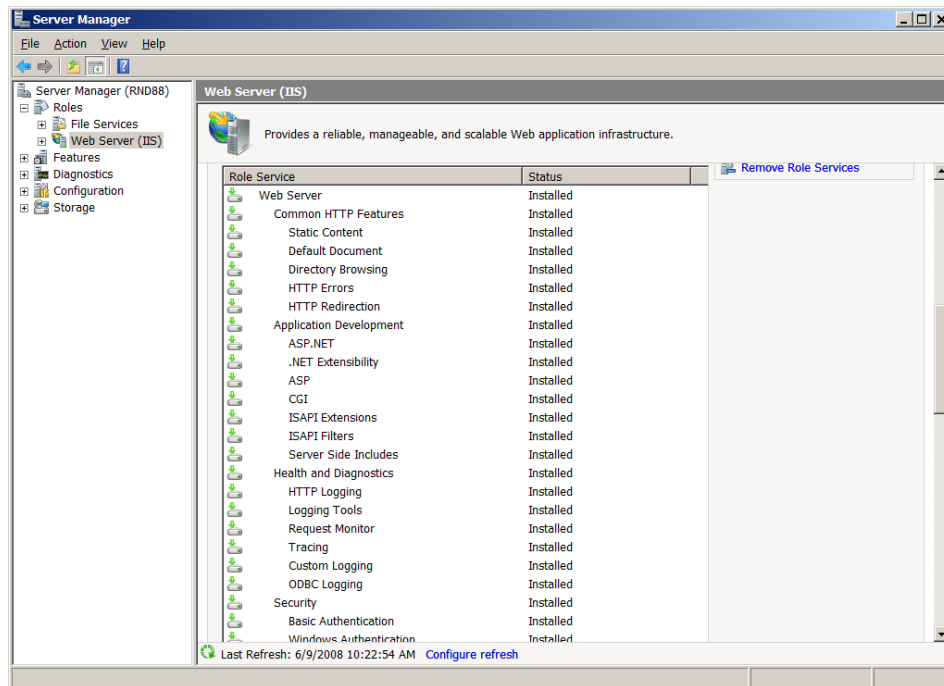 Server Manager
File Action View Help
Server Manager (RND88)
Roles
File Services
Web Server (IIS)
Features
Diagnostics
Configuration
Storage
Web Server (IIS)
Provides a reliable, manageable, and scalable Web application infrastructure.
Remove Role Services
Role Service Status
Web Server Installed
Common HTTP Features Installed
Static Content Installed
Default Document Installed
Directory Browsing Installed
HTTP Errors Installed
HTTP Redirection Installed
Application Development Installed
ASP.NET Installed
.NET Extensibility Installed
ASP Installed
CGI Installed
ISAPI Extensions Installed
ISAPI Filters Installed
Server Side Includes Installed
Health and Diagnostics Installed
HTTP Logging Installed
Logging Tools Installed
Request Monitor Installed
Tracing Installed
Custom Logging Installed
ODBC Logging Installed
Security Installed
Basic Authentication Installed
Windows Authentication Installed
Last Refresh: 6/9/2008 10:22:54 AM Configure refresh